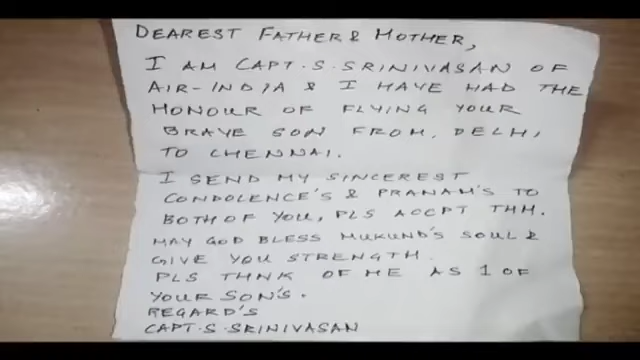 DEAREST FATHER & MOTHER,
I AM CAPT. S. SRINIVASAN OF
AIR-INDIA & I HAVE HAD THE
HONOUR OF FLYING YOUR
BRAVE SON FROM, DELHI
TO CHENNAI.
I SEND MY SINCEREST
CONDOLENCE'S & PRANAM'S TO
BOTH OF YOU, PLS ACCPT THM.
MAY GOD BLESS MUKUND'S SOUL &
GIVE YOU STRENGTH.
PLS THNK OF ME AS 1 OF
YOUR SON'S.
REGARD'S
CAPT. S. SRINIVASAN